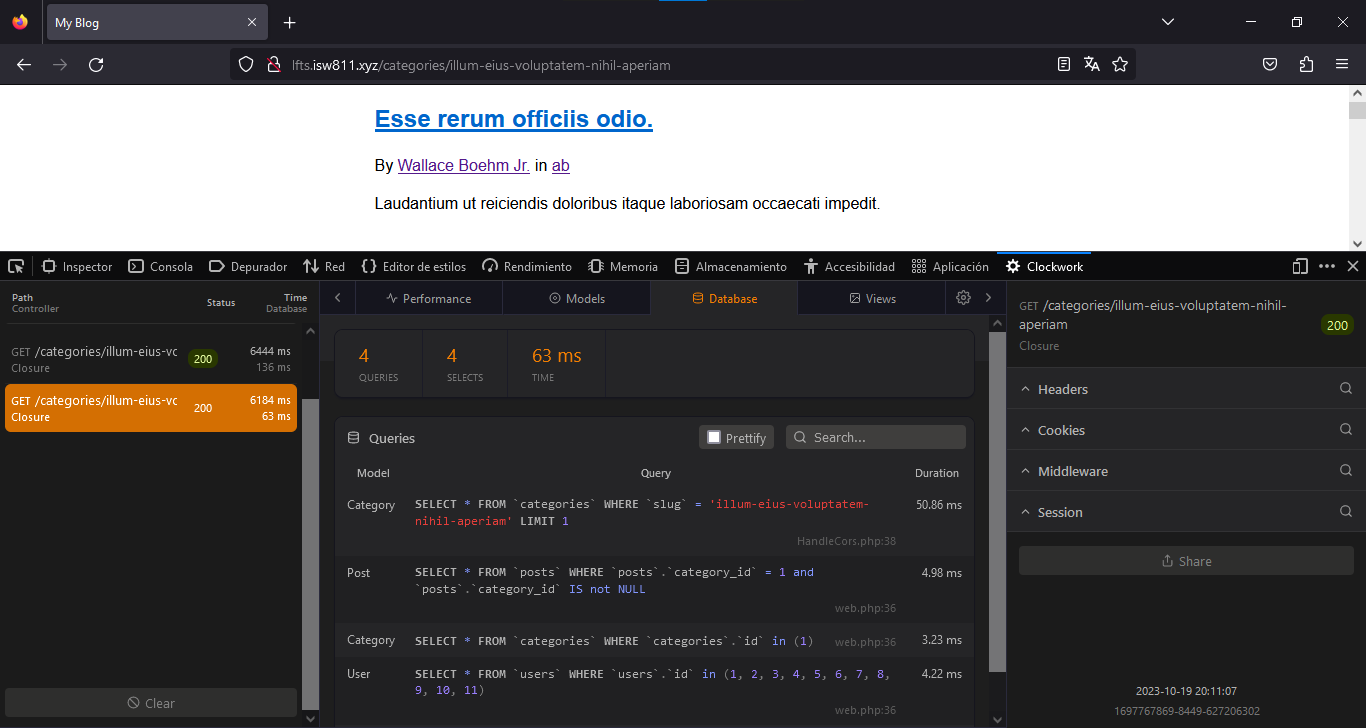 My Blog
lfts.isw811.xyz/categories/illum-eius-voluptatem-nihil-aperiam
Esse rerum officiis odio.
By Wallace Boehm Jr. in ab
Laudantium ut reiciendis doloribus itaque laboriosam occaecati impedit.
Inspector Consola Depurador Red Editor de estilos Rendimiento Memoria Almacenamiento Accesibilidad Aplicación Clockwork
Path
Controller
Status
Time
Database
GET /categories/illum-eius-vc 200 6444 ms
Closure 136 ms
GET /categories/illum-eius-vc 200 6184 ms
Closure 63 ms
Clear
Performance Models Database Views
4 4 63 ms
QUERIES SELECTS TIME
Queries Prettify Search...
Model Query Duration
Category SELECT * FROM `categories` WHERE `slug` = 'illum-eius-voluptatem- 50.86 ms
nihil-aperiam' LIMIT 1
HandleCors.php:38
Post SELECT * FROM `posts` WHERE `posts`.`category_id` = 1 and 4.98 ms
`posts`.`category_id` IS not NULL
web.php:36
Category SELECT * FROM `categories` WHERE `categories`.`id` in (1) web.php:36 3.23 ms
User SELECT * FROM `users` WHERE `users`.`id` in (1, 2, 3, 4, 5, 6, 7, 8, 4.22 ms
9, 10, 11)
web.php:36
GET /categories/illum-eius-voluptatem-nihil-
aperiam 200
Closure
Headers
Cookies
Middleware
Session
Share
2023-10-19 20:11:07
1697767869-8449-627206302